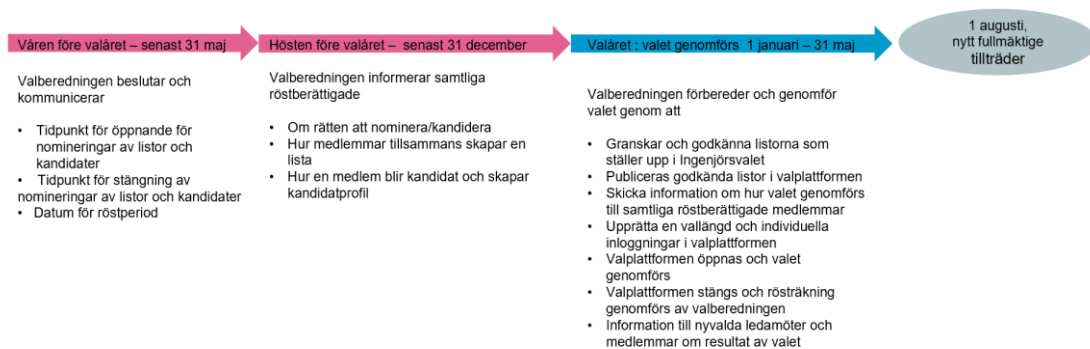 Våren före valåret – senast 31 maj
Valberedningen beslutar och
kommunicerar
• Tidpunkt för öppnande för
nomineringar av listor och
kandidater
• Tidpunkt för stängning av
nomineringar av listor och kandidater
• Datum för röstperiod
Hösten före valåret – senast 31 december
Valberedningen informerar samtliga
röstberättigade
• Om rätten att nominera/kandidera
• Hur medlemmar tillsammans skapar en
lista
• Hur en medlem blir kandidat och skapar
kandidatprofil
Valåret : valet genomförs 1 januari – 31 maj
Valberedningen förbereder och genomför
valet genom att
• Granskar och godkänna listorna som
ställer upp i Ingenjörsvalet
• Publiceras godkända listor i valplattformen
• Skicka information om hur valet genomförs
till samtliga röstberättigade medlemmar
• Upprätta en vallängd och individuella
inloggningar i valplattformen
• Valplattformen öppnas och valet
genomförs
• Valplattformen stängs och rösträkning
genomförs av valberedningen
• Information till nyvalda ledamöter och
medlemmar om resultat av valet
1 augusti,
nytt fullmäktige
tillträder